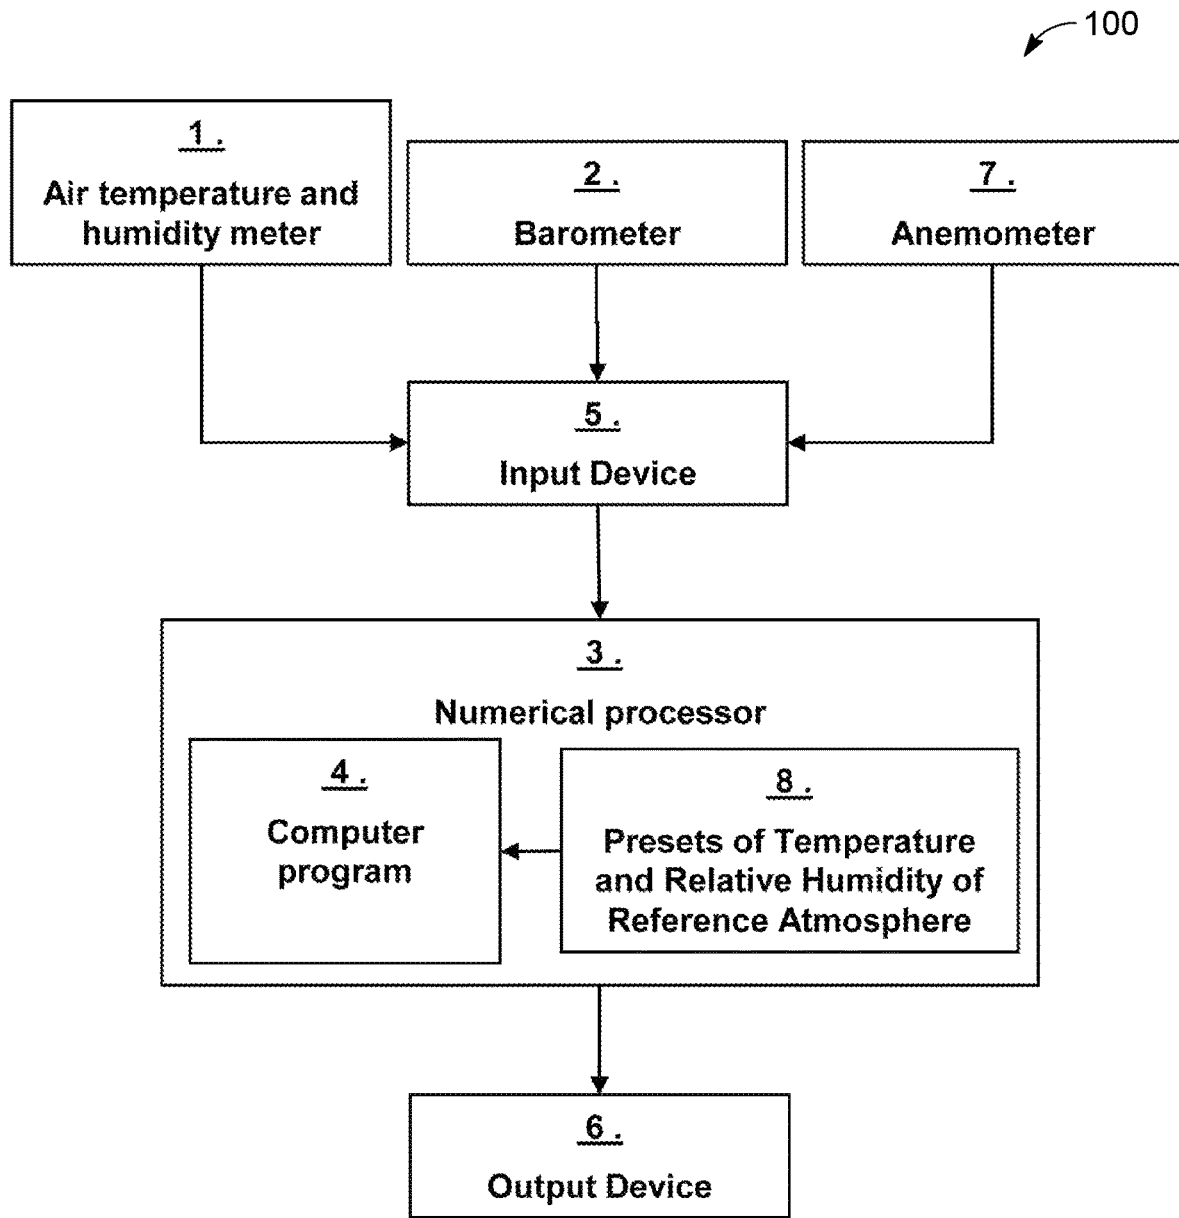 100
1 .
Air temperature and
humidity meter
2 .
Barometer
7 .
Anemometer
5 .
Input Device
3 .
Numerical processor
4 .
Computer
program
8 .
Presets of Temperature
and Relative Humidity of
Reference Atmosphere
6 .
Output Device